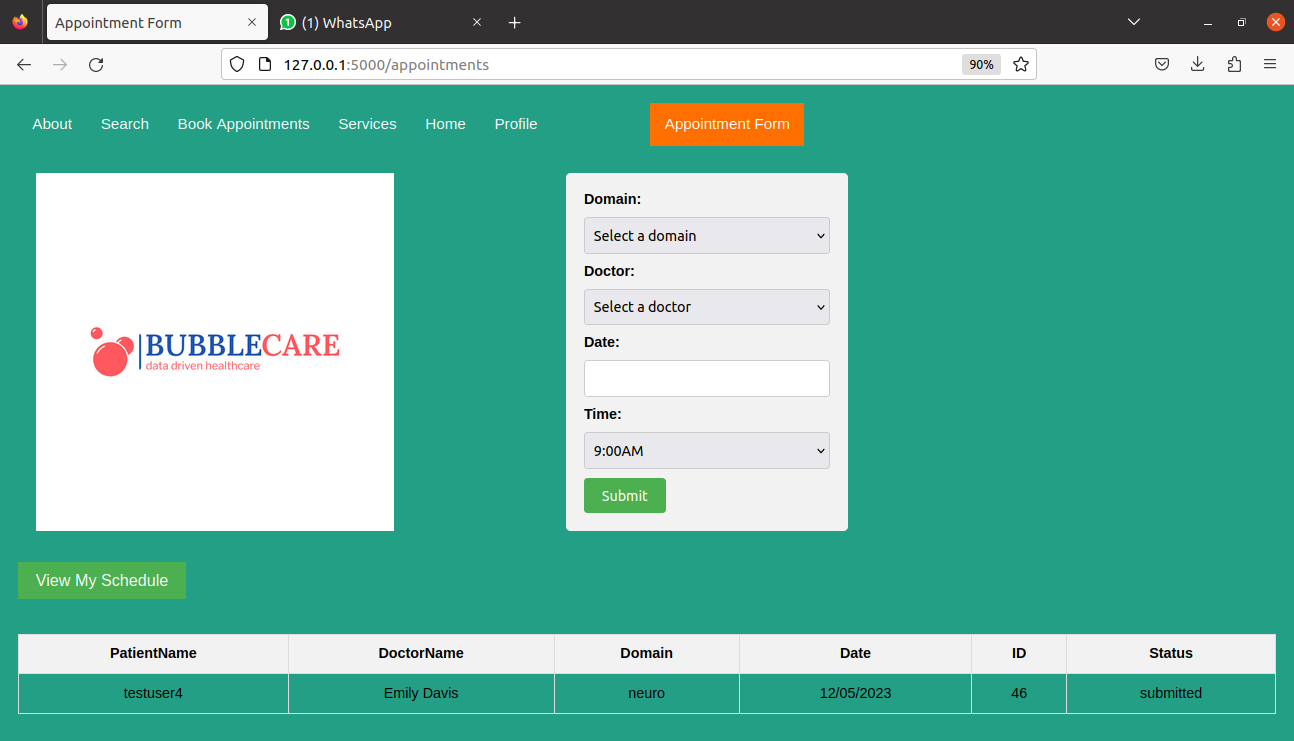 Appointment Form
(1) WhatsApp
127.0.0.1:5000/appointments
90%
About Search Book Appointments Services Home Profile Appointment Form
BUBBLECARE
data driven healthcare
Domain:
Select a domain
Doctor:
Select a doctor
Date:
Time:
9:00AM
Submit
View My Schedule
PatientName DoctorName Domain Date ID Status
testuser4 Emily Davis neuro 12/05/2023 46 submitted